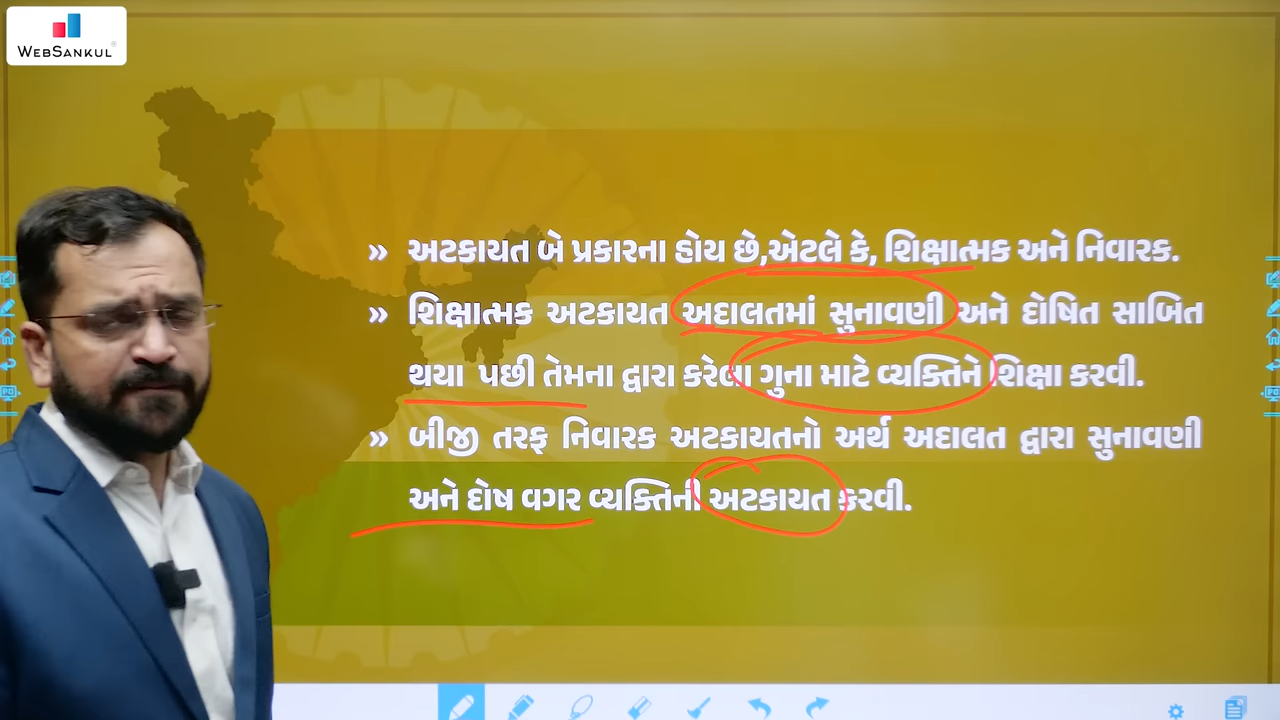 WEBSANKUL
» અટકાયત બે પ્રકારના હોય છે,એટલે કે, શિક્ષાત્મક અને નિવારક.
» શિક્ષાત્મક અટકાયત અદાલતમાં સુનાવણી અને દોષિત સાબિત
થયા પછી તેમના દ્વારા કરેલા ગુના માટે વ્યક્તિને શિક્ષા કરવી.
» બીજી તરફ નિવારક અટકાયતનો અર્થ અદાલત દ્વારા સુનાવણી
અને દોષ વગર વ્યક્તિની અટકાયત કરવી.